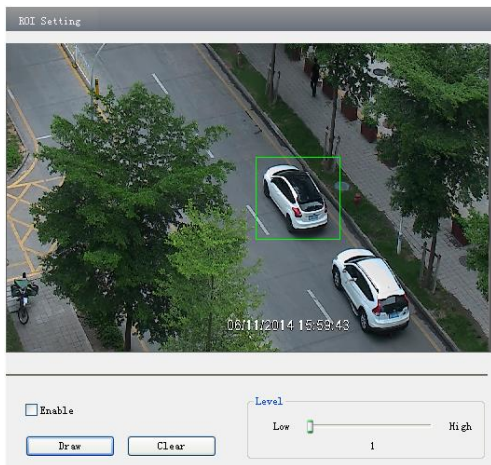 ROI Setting
06/11/2014 15:59:43
Enable
Draw
Clear
Level
Low
High
1